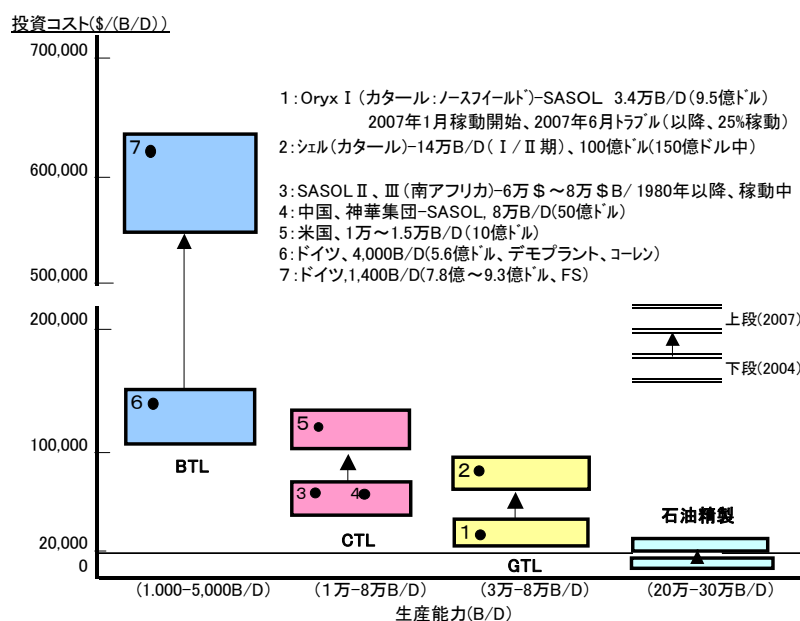 投資コスト($/(B/D))
700,000
600,000
500,000
200,000
100,000
20,000
0
1:Oryx I (カタール:ノースフィールド)-SASOL 3.4万B/D(9.5億ドル)
2007年1月稼動開始、2007年6月トラブル(以降、25%稼動)
2:シェル(カタール)-14万B/D(Ⅰ/Ⅱ期)、100億ドル(150億ドル中)
3:SASOLⅡ、Ⅲ(南アフリカ)-6万$~8万$B/ 1980年以降、稼動中
4:中国、神華集団-SASOL, 8万B/D(50億ドル)
5:米国、1万~1.5万B/D(10億ドル)
6:ドイツ、4,000B/D(5.6億ドル、デモプラント、コーレン)
7:ドイツ,1,400B/D(7.8億~9.3億ドル、FS)
上段(2007)
下段(2004)
7
6
BTL
5
3
4
CTL
2
1
GTL
石油精製
(1.000-5,000B/D)
(1万-8万B/D)
(3万-8万B/D)
(20万-30万B/D)
生産能力(B/D)